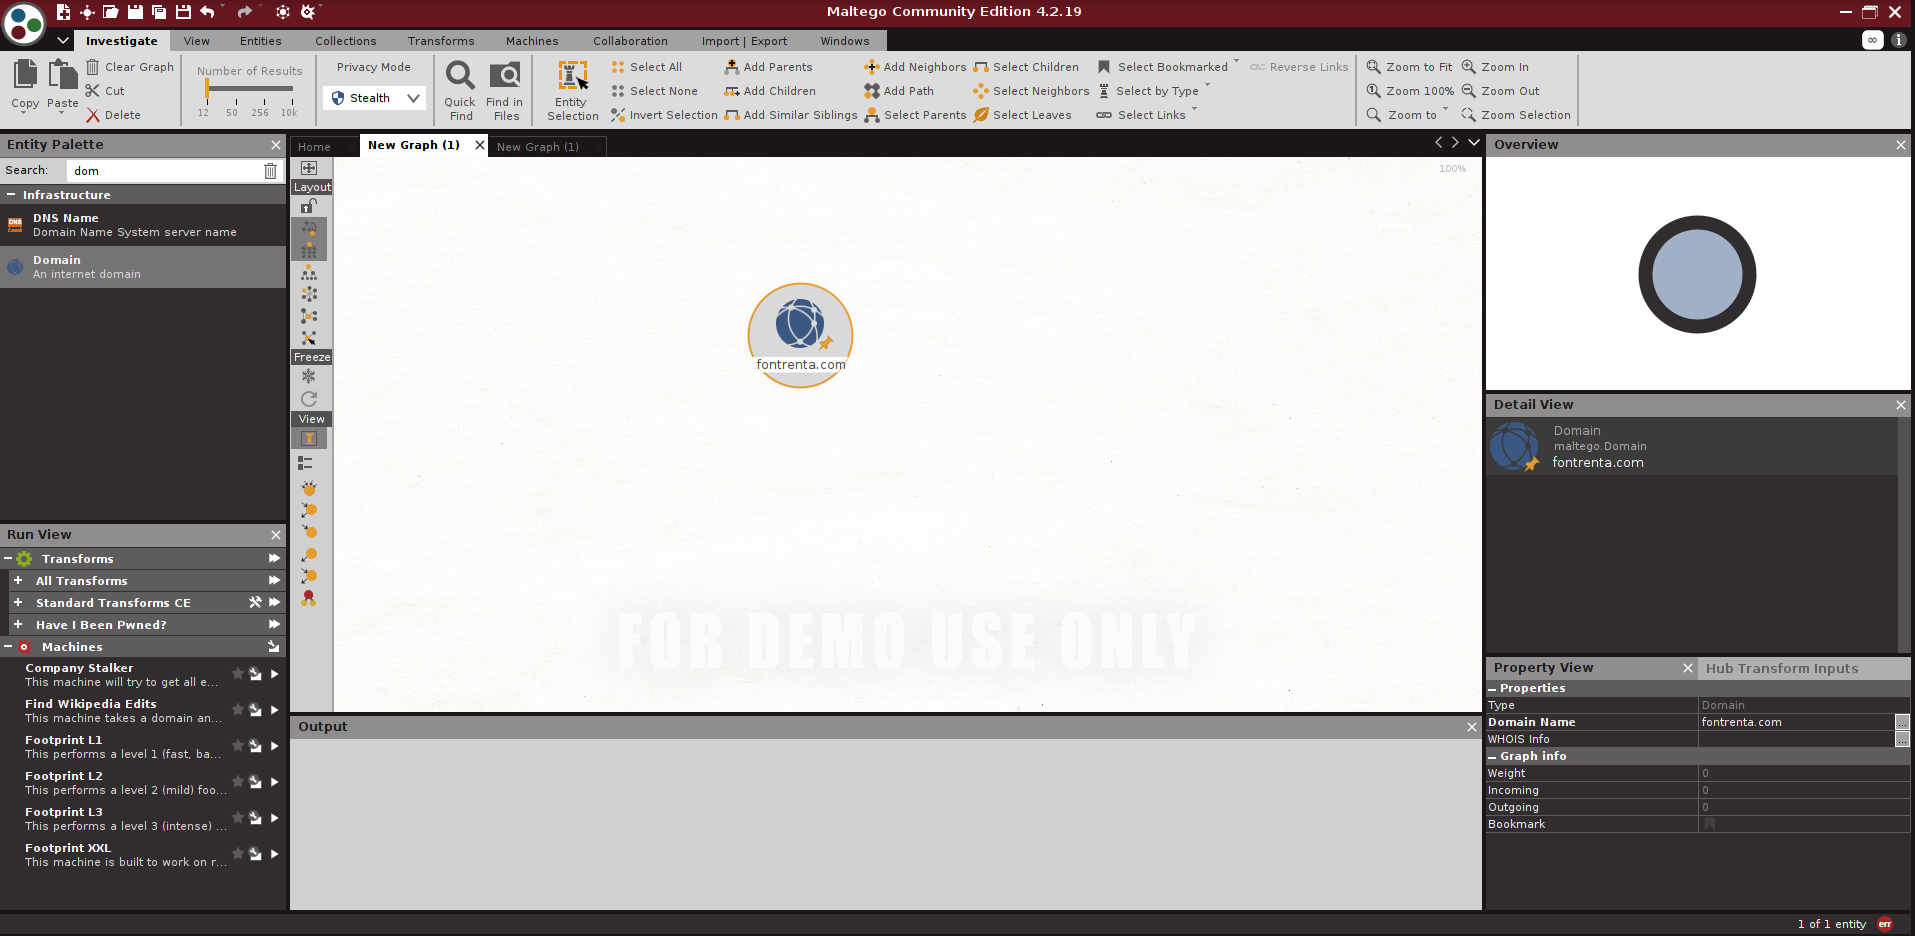 Maltego Community Edition 4.2.19
Investigate View Entities Collections Transforms Machines Collaboration Import | Export Windows
Copy Paste Clear Graph Cut Delete
Number of Results
12 50 256 10k
Privacy Mode
Stealth
Quick Find
Find in Files
Entity Selection
Select All Add Parents Add Neighbors Select Children Select Bookmarked Reverse Links Zoom to Fit Zoom In
Select None Add Children Add Path Select Neighbors Select by Type Zoom 100% Zoom Out
Invert Selection Add Similar Siblings Select Parents Select Leaves Select Links Zoom to Zoom Selection
Entity Palette
Search: dom
Infrastructure
DNS
DNS Name
Domain Name System server name
Domain
An internet domain
Run View
Transforms
All Transforms
Standard Transforms CE
Have I Been Pwned?
Machines
Company Stalker
This machine will try to get all e...
Find Wikipedia Edits
This machine takes a domain an...
Footprint L1
This performs a level 1 (fast, ba...
Footprint L2
This performs a level 2 (mild) foo...
Footprint L3
This performs a level 3 (intense) ...
Footprint XXL
This machine is built to work on r...
Home New Graph (1) New Graph (1)
Layout
Freeze
View
100%
fontrenta.com
FOR DEMO USE ONLY
Output
Overview
Detail View
Domain
maltego.Domain
fontrenta.com
Property View Hub Transform Inputs
Properties
Type Domain
Domain Name fontrenta.com ...
WHOIS Info ...
Graph info
Weight 0
Incoming 0
Outgoing 0
Bookmark
1 of 1 entity err